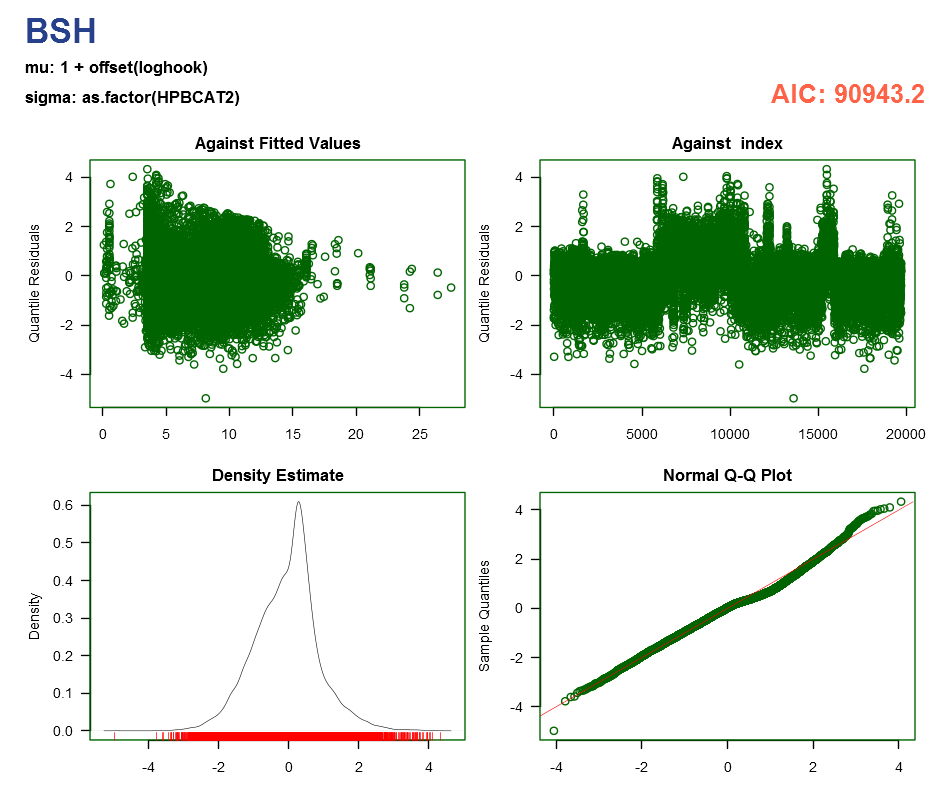 BSH
mu: 1 + offset(loghook)
sigma: as.factor(HPBCAT2)
AIC: 90943.2
Against Fitted Values
Quantile Residuals
4
2
0
-2
-4
0 5 10 15 20 25
Against  index
Quantile Residuals
4
2
0
-2
-4
0 5000 10000 15000 20000
Density Estimate
Density
0.6
0.5
0.4
0.3
0.2
0.1
0.0
-4 -2 0 2 4
Normal Q-Q Plot
Sample Quantiles
4
2
0
-2
-4
-4 -2 0 2 4